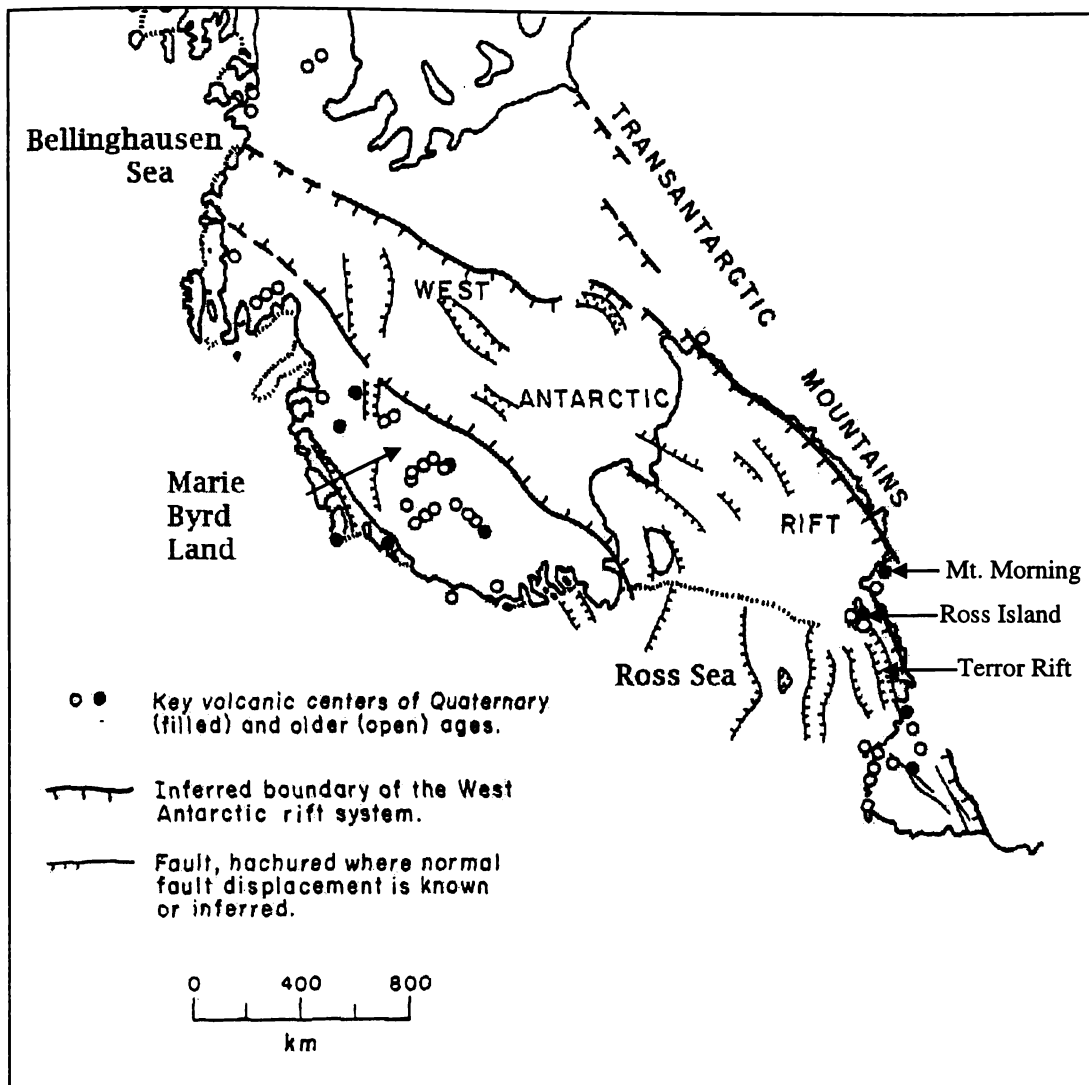 Bellinghausen
Sea
TRANSANTARCTIC
MOUNTAINS
WEST
ANTARCTIC
RIFT
Marie
Byrd
Land
Mt. Morning
Ross Island
Terror Rift
Ross Sea
Key volcanic centers of Quaternary
(filled) and older (open) ages.
Inferred boundary of the West
Antarctic rift system.
Fault, hachured where normal
fault displacement is known
or inferred.
0 400 800
km